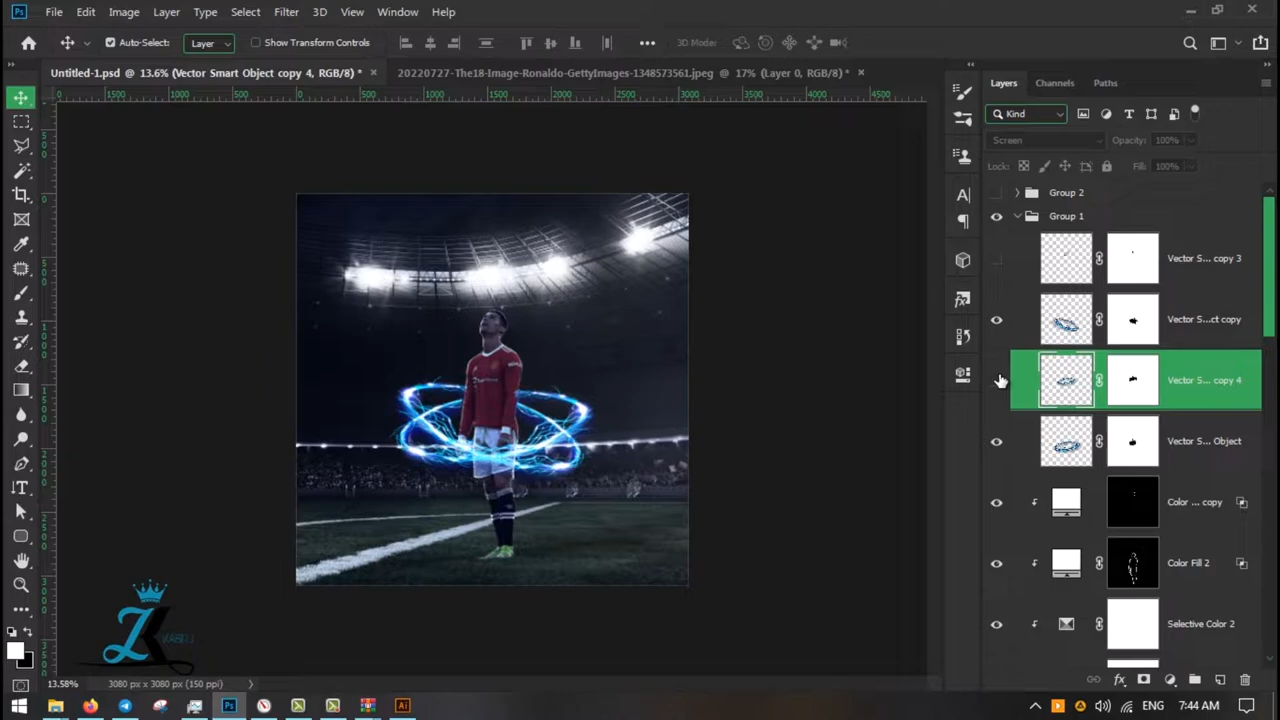 Ps File Edit Image Layer Type Select Filter 3D View Window Help
Auto-Select: Layer Show Transform Controls 3D Mode:
Untitled-1.psd @ 13.6% (Vector Smart Object copy 4, RGB/8) * × 20220727-The18-Image-Ronaldo-GettyImages-1348573561.jpeg @ 17% (Layer 0, RGB/8) * ×
1500 1000 500 0 500 1000 1500 2000 2500 3000 3500 4000 4500
Layers Channels Paths
Kind
Screen Opacity: 100%
Lock: Fill: 100%
Group 2
Group 1
Vector S... copy 3
Vector S...ct copy
Vector S... copy 4
Vector S... Object
Color ... copy
Color Fill 2
Selective Color 2
13.58% 3080 px x 3080 px (150 ppi)
Ps Ai ENG 7:44 AM